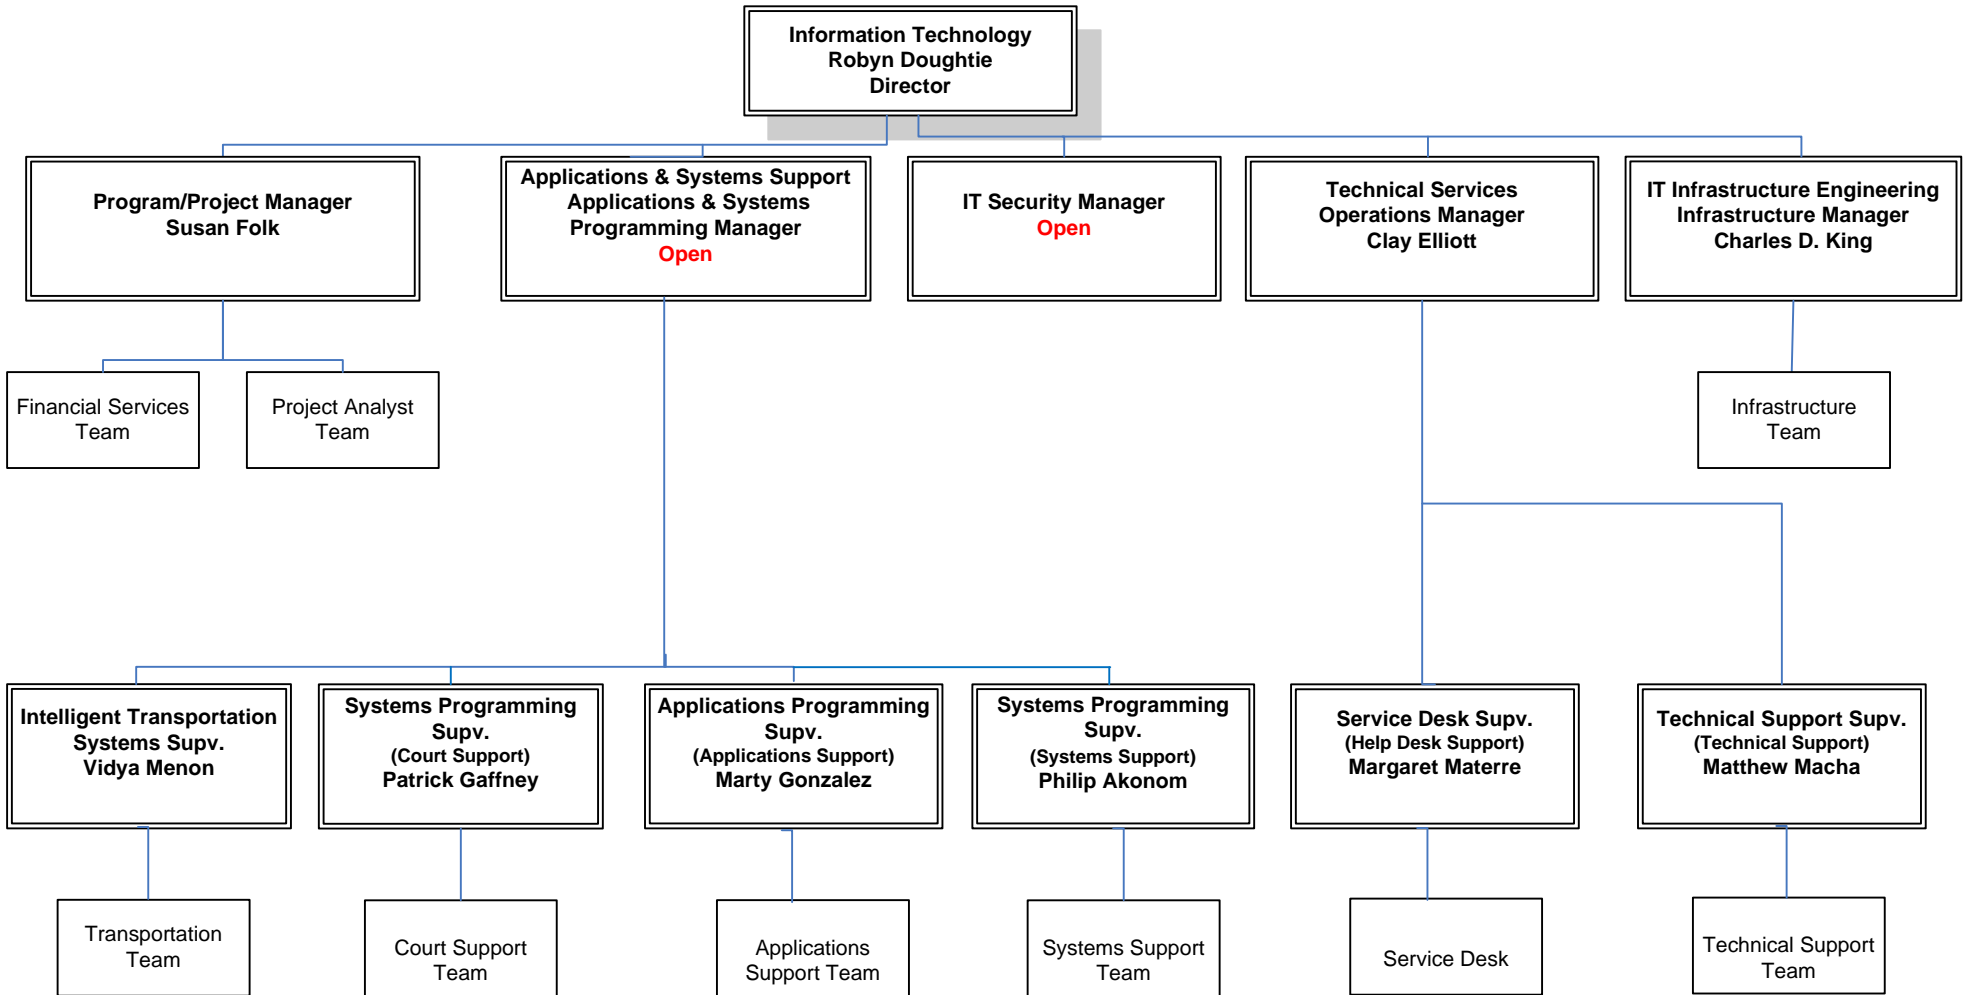 Information Technology
Robyn Doughtie
Director
Program/Project Manager
Susan Folk
Applications & Systems Support
Applications & Systems
Programming Manager
Open
IT Security Manager
Open
Technical Services
Operations Manager
Clay Elliott
IT Infrastructure Engineering
Infrastructure Manager
Charles D. King
Financial Services
Team
Project Analyst
Team
Infrastructure
Team
Intelligent Transportation
Systems Supv.
Vidya Menon
Systems Programming
Supv.
(Court Support)
Patrick Gaffney
Applications Programming
Supv.
(Applications Support)
Marty Gonzalez
Systems Programming
Supv.
(Systems Support)
Philip Akonom
Service Desk Supv.
(Help Desk Support)
Margaret Materre
Technical Support Supv.
(Technical Support)
Matthew Macha
Transportation
Team
Court Support
Team
Applications
Support Team
Systems Support
Team
Service Desk
Technical Support
Team